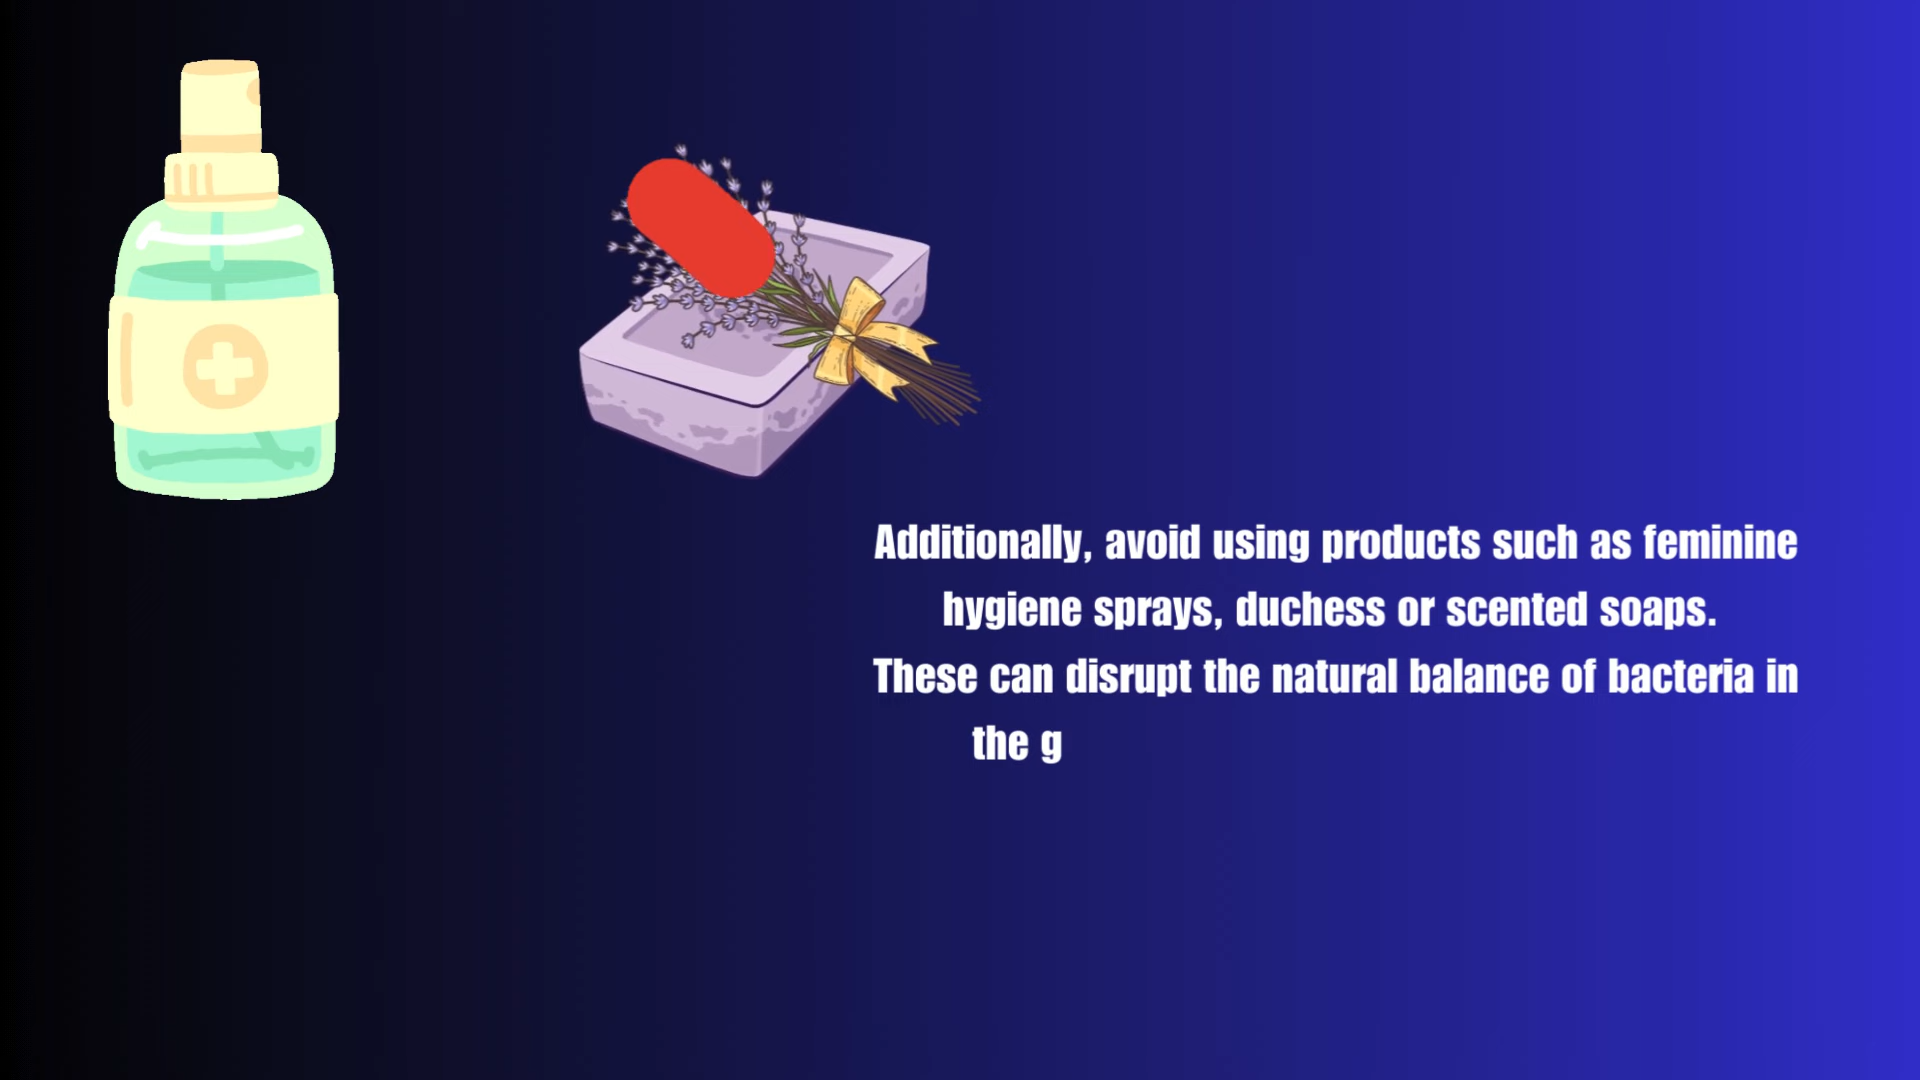 Additionally, avoid using products such as feminine
hygiene sprays, duchess or scented soaps.
These can disrupt the natural balance of bacteria in
the g